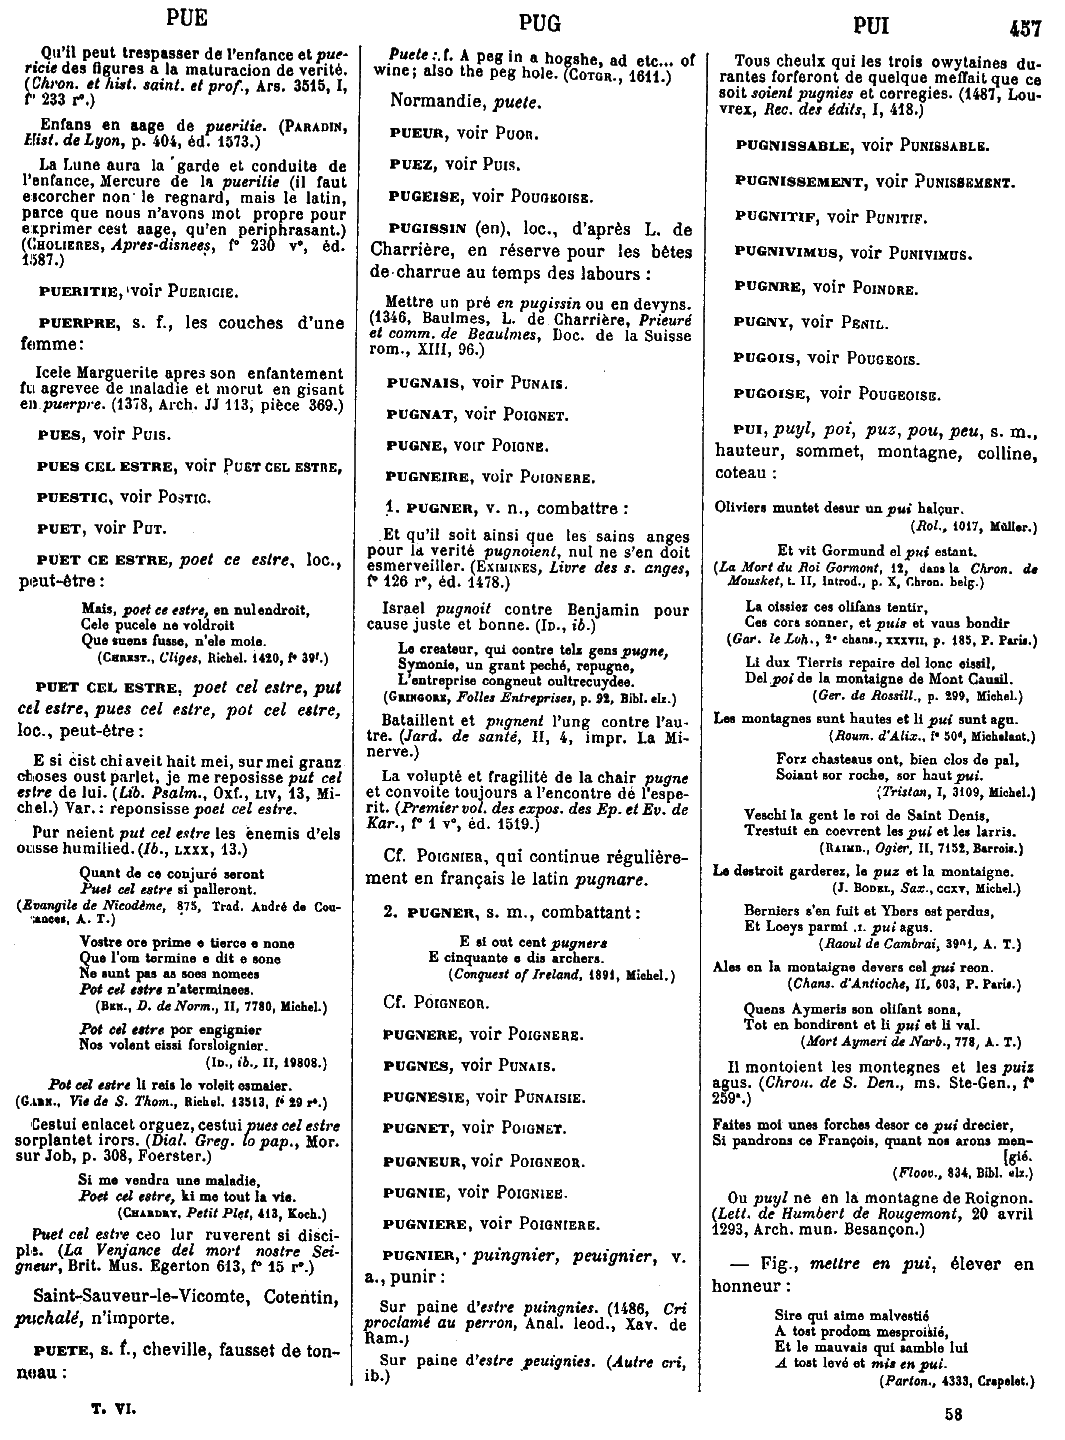 PUE
PUG
PUI
457
Qu'il peut trespasser de l'enfance et pue-
ricie des figures a la maturacion de verité.
(Chron. et hist. saint. et prof., Ars. 3515, I,
f° 233 r°.)
Enfans en aage de pueritie. (PARADIN,
Hist. de Lyon, p. 404, éd. 1573.)
La Lune aura la garde et conduite de
l'enfance, Mercure de la puerilie (il faut
escorcher non le regnard, mais le latin,
parce que nous n'avons mot propre pour
exprimer cest aage, qu'en periphrasant.)
(CHOLIERES, Apres-disnees, f° 230 v°, éd.
1587.)
PUERITIE, voir PUERICIE.
PUERPRE, s. f., les couches d'une
femme :
Icele Marguerite apres son enfantement
fu agrevee de maladie et morut en gisant
en puerpre. (1378, Arch. JJ 113, pièce 369.)
PUES, voir PUIS.
PUES CEL ESTRE, voir PUET CEL ESTRE,
PUESTIC, voir POSTIC.
PUET, voir PUT.
PUET CE ESTRE, poet ce estre, loc.,
peut-être :
Mais, poet ce estre, en nul endroit,
Cele pucele ne voldroit
Que suens fusse, n'ele moie.
(CHREST., Cliges, Richel. 1420, f° 39f.)
PUET CEL ESTRE, poet cel estre, put
cel estre, pues cel estre, pot cel estre,
loc., peut-être :
E si cist chi aveit hait mei, sur mei granz
choses oust parlet, je me reposisse put cel
estre de lui. (Lib. Psalm., Oxf., LIV, 13, Mi-
chel.) Var. : reponsisse poel cel estre.
Pur neient put cel estre les enemis d'els
ousse humilied. (Ib., LXXX, 13.)
Quant de ce conjuré seront
Puet cel estre si palleront.
(Evangile de Nicodème, 875, Trad. André de Cou-
tances, A. T.)
Vostre ore prime e tierce e none
Que l'om termine e dit e sone
Ne sunt pas as soes nomees
Pot cel estre n'aterminees.
(BEN., D. de Norm., II, 7780, Michel.)
Pot cel estre por engignier
Nos volent eissi forsloignier.
(ID., ib., II, 19808.)
Pot cel estre li reis le voleit esmaier.
(GARN., Vie de S. Thom., Richel. 13513, f° 29 r°.)
Cestui enlacet orguez, cestui pues cel estre
sorplantet irors. (Dial. Greg. lo pap., Mor.
sur Job, p. 308, Foerster.)
Si me vendra une maladie,
Poet cel estre, ki me tout la vie.
(CHARDRY, Petit Plet, 413, Koch.)
Puet cel estre ceo lur ruverent si disci-
ple. (La Venjance del mort nostre Sei-
gneur, Brit. Mus. Egerton 613, f° 15 r°.)
Saint-Sauveur-le-Vicomte, Cotentin,
puchalé, n'importe.
PUETE, s. f., cheville, fausset de ton-
neau :
T. VI.
Puete : f. A peg in a hogshe, ad etc... of
wine; also the peg hole. (COTGR., 1611.)
Normandie, puete.
PUEUR, voir PUOR.
PUEZ, voir PUIS.
PUGEISE, voir POUGEOISE.
PUGISSIN (en), loc., d'après L. de
Charrière, en réserve pour les bêtes
de charrue au temps des labours :
Mettre un pré en pugissin ou en devyns.
(1346, Baulmes, L. de Charrière, Prieuré
et comm. de Beaulmes, Doc. de la Suisse
rom., XIII, 96.)
PUGNAIS, voir PUNAIS.
PUGNAT, voir POIGNET.
PUGNE, voir POIGNE.
PUGNEIRE, voir PUIGNERE.
1. PUGNER, v. n., combattre :
Et qu'il soit ainsi que les sains anges
pour la verité pugnoient, nul ne s'en doit
esmerveiller. (EXIMINES, Livre des s. anges,
f° 126 r°, éd. 1478.)
Israel pugnoit contre Benjamin pour
cause juste et bonne. (ID., ib.)
Le createur, qui contre telz gens pugne,
Symonie, un grant peché, repugne,
L'entreprise congneut oultrecuydee.
(GRINGORE, Folles Entreprises, p. 92, Bibl. elz.)
Bataillent et pugnent l'ung contre l'au-
tre. (Jard. de santé, II, 4, impr. La Mi-
nerve.)
La volupté et fragilité de la chair pugne
et convoite toujours a l'encontre dé l'espe-
rit. (Premier vol. des expos. des Ep. et Ev. de
Kar., f° 1 v°, éd. 1519.)
Cf. POIGNIER, qui continue régulière-
ment en français le latin pugnare.
2. PUGNER, s. m., combattant :
E si out cent pugners
E cinquante e dis archers.
(Conquest of Ireland, 1891, Michel.)
Cf. POIGNEOR.
PUGNERE, voir POIGNERE.
PUGNES, voir PUNAIS.
PUGNESIE, voir PUNAISIE.
PUGNET, voir POIGNET.
PUGNEUR, voir POIGNEOR.
PUGNIE, voir POIGNIEE.
PUGNIERE, voir POIGNIERE.
PUGNIER, puingnier, peuignier, v.
a., punir :
Sur paine d'estre puingnies. (1486, Cri
proclamé au perron, Anal. leod., Xav. de
Ram.)
Sur paine d'estre peuignies. (Autre cri,
ib.)
Tous cheulx qui les trois owytaines du-
rantes forferont de quelque meffait que ce
soit soient pugnies et corregies. (1487, Lou-
vrex, Rec. des édits, I, 418.)
PUGNISSABLE, voir PUNISSABLE.
PUGNISSEMENT, voir PUNISSEMENT.
PUGNITIF, voir PUNITIF.
PUGNIVIMUS, voir PUNIVIMUS.
PUGNRE, voir POINDRE.
PUGNY, voir PENIL.
PUGOIS, voir POUGEOIS.
PUGOISE, voir POUGEOISE.
PUI, puyl, poi, puz, pou, peu, s. m.,
hauteur, sommet, montagne, colline,
coteau :
Oliviers muntet desur un pui halçur.
(Rol., 1017, Müller.)
Et vit Gormund el pui estant.
(La Mort du Roi Gormont, 12, dans la Chron. de
Mousket, t. II, Introd., p. X, Chron. belg.)
La oissiez ces olifans tentir,
Ces cors sonner, et puis et vaus bondir
(Gar. le Loh., 2e chans., XXXVII, p. 185, P. Paris.)
Li dux Tierris repaire del lonc eissil,
Del poi de la montaigne de Mont Causil.
(Ger. de Rossill., p. 299, Michel.)
Les montagnes sunt hautes et li pui sunt agu.
(Roum. d'Alix., f° 50d, Michelant.)
Forz chasteaus ont, bien clos de pal,
Soiant sor roche, sor haut pui.
(Tristan, I, 3109, Michel.)
Veschi la gent le roi de Saint Denis,
Trestuit en coevrent les pui et les larris.
(RAIMB., Ogier, II, 7152, Barrois.)
Le destroit garderez, le puz et la montaigne.
(J. BODEL, Sax., CCXV, Michel.)
Berniers s'en fuit et Ybers est perdus,
Et Loeys parmi .I. pui agus.
(Raoul de Cambrai, 3901, A. T.)
Ales en la montaigne devers cel pui reon.
(Chans. d'Antioche, II, 603, P. Paris.)
Quens Aymeris son olifant sona,
Tot en bondirent et li pui et li val.
(Mort Aymeri de Narb., 778, A. T.)
Il montoient les montegnes et les puiz
agus. (Chron. de S. Den., ms. Ste-Gen., f°
259a.)
Faites moi unes forches desor ce pui drecier,
Si pandrons ce François, quant nos arons men-
[gié.
(Floov., 834, Bibl. elz.)
Ou puyl ne en la montagne de Roignon.
(Lett. de Humbert de Rougemont, 20 avril
1293, Arch. mun. Besançon.)
— Fig., mettre en pui, élever en
honneur :
Sire qui aime malvestié
A tost prodom mesproisié,
Et le mauvais qui samble lui
A tost levé et mis en pui.
(Parton., 4333, Crapelet.)
58